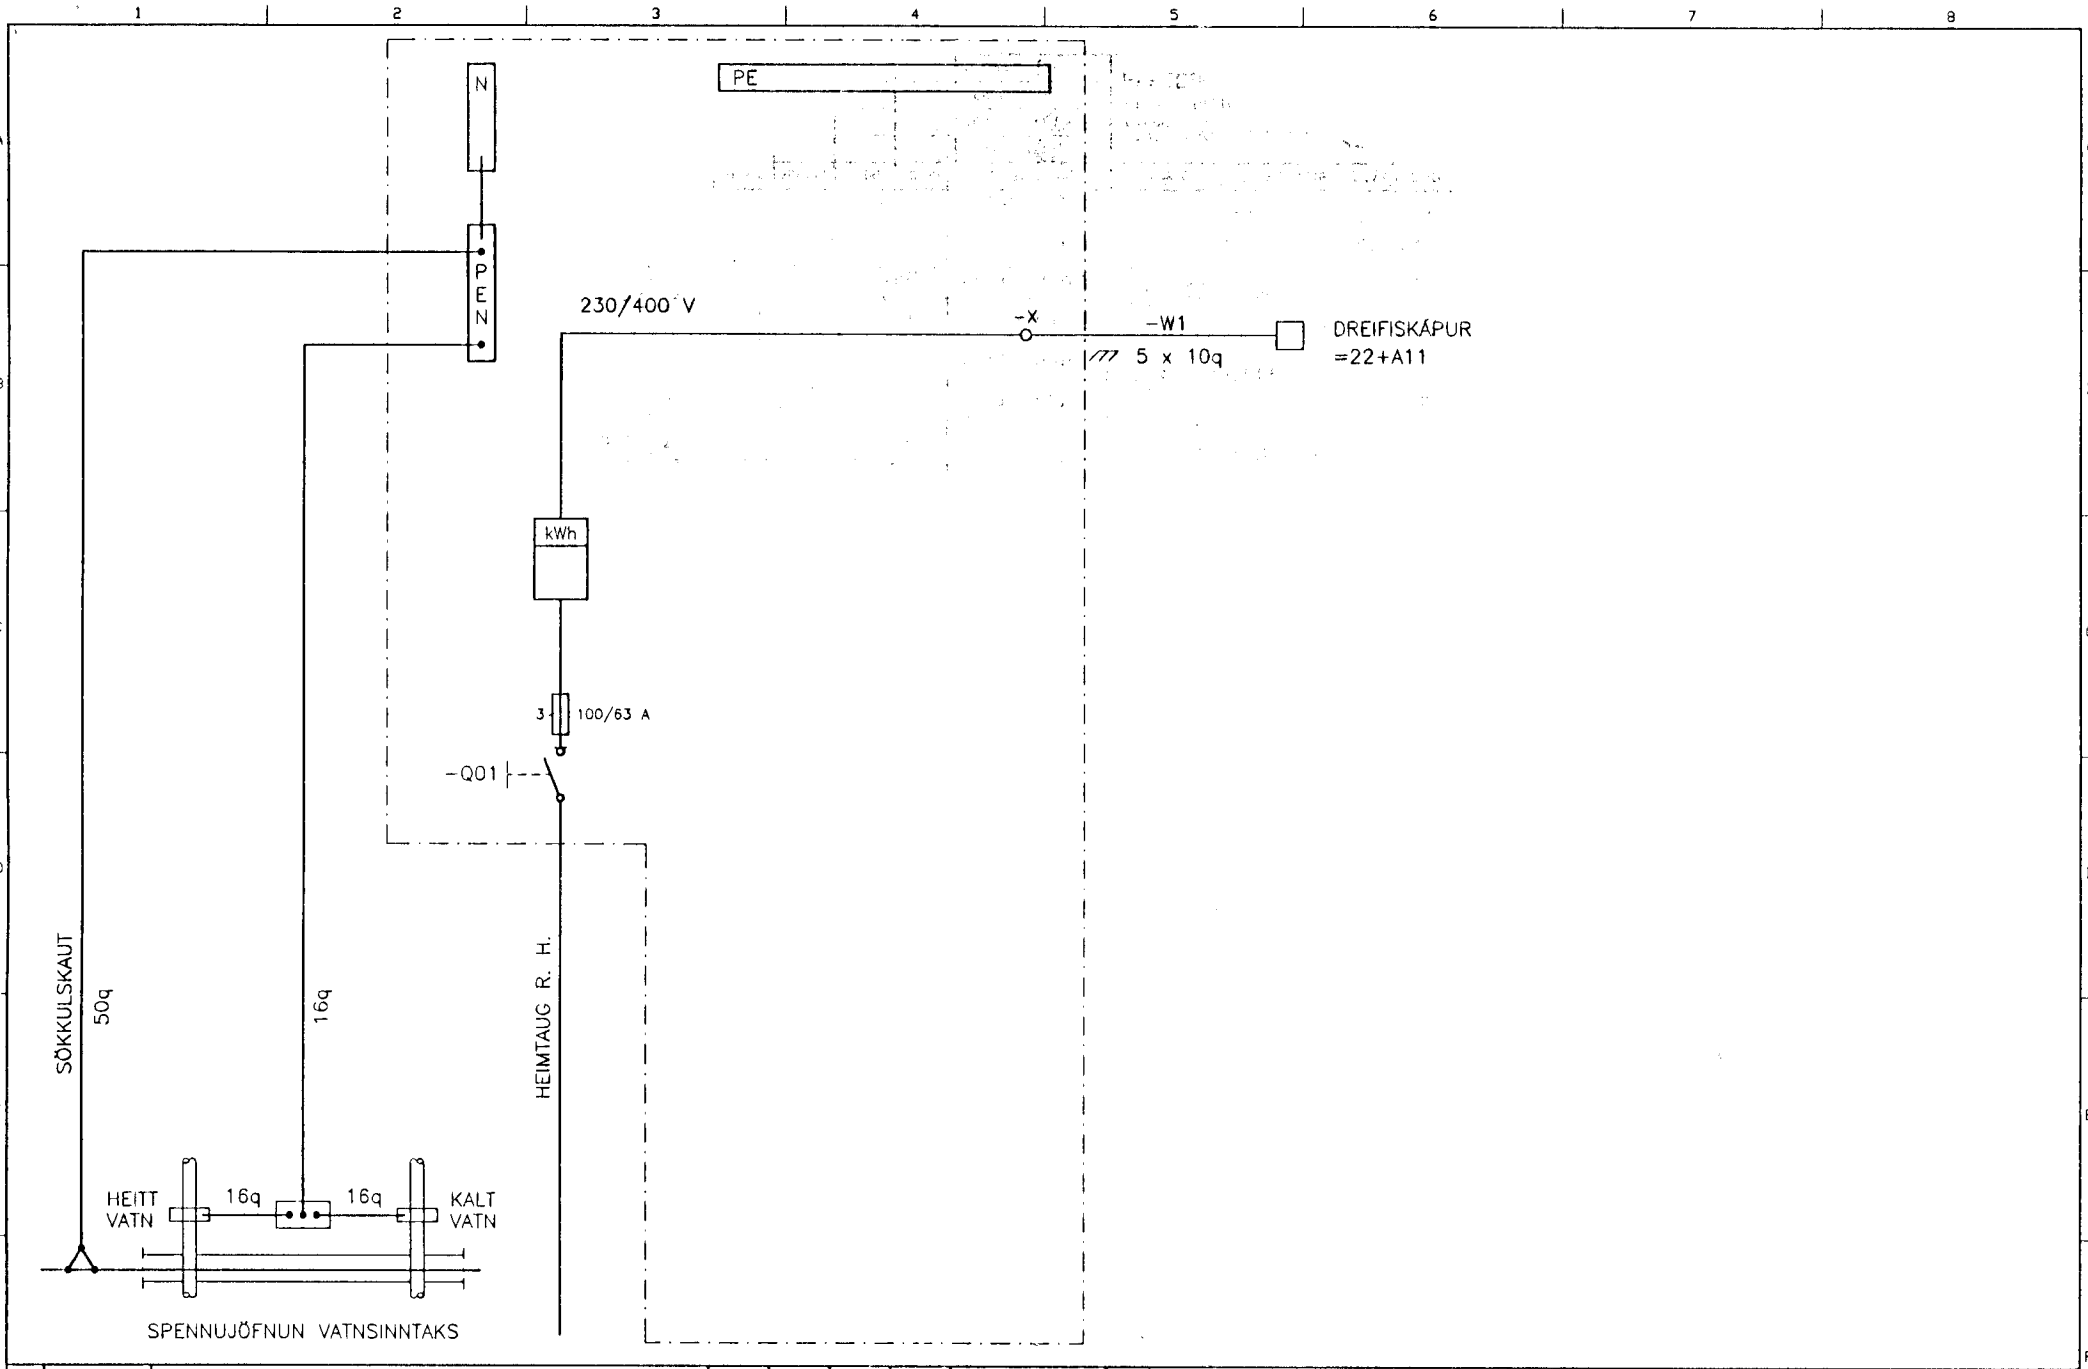 1 2 3 4 5 6 7 8
N
PE
PEN
230/400 V
-X
-W1
5 x 10q
DREIFISKÁPUR
=22+A11
kWh
3
100/63 A
-Q01
SÖKKULSKAUT
50q
16q
HEIMTAUG R. H.
HEITT
VATN
16q
16q
KALT
VATN
SPENNUJÖFNUN VATNSINNTAKS